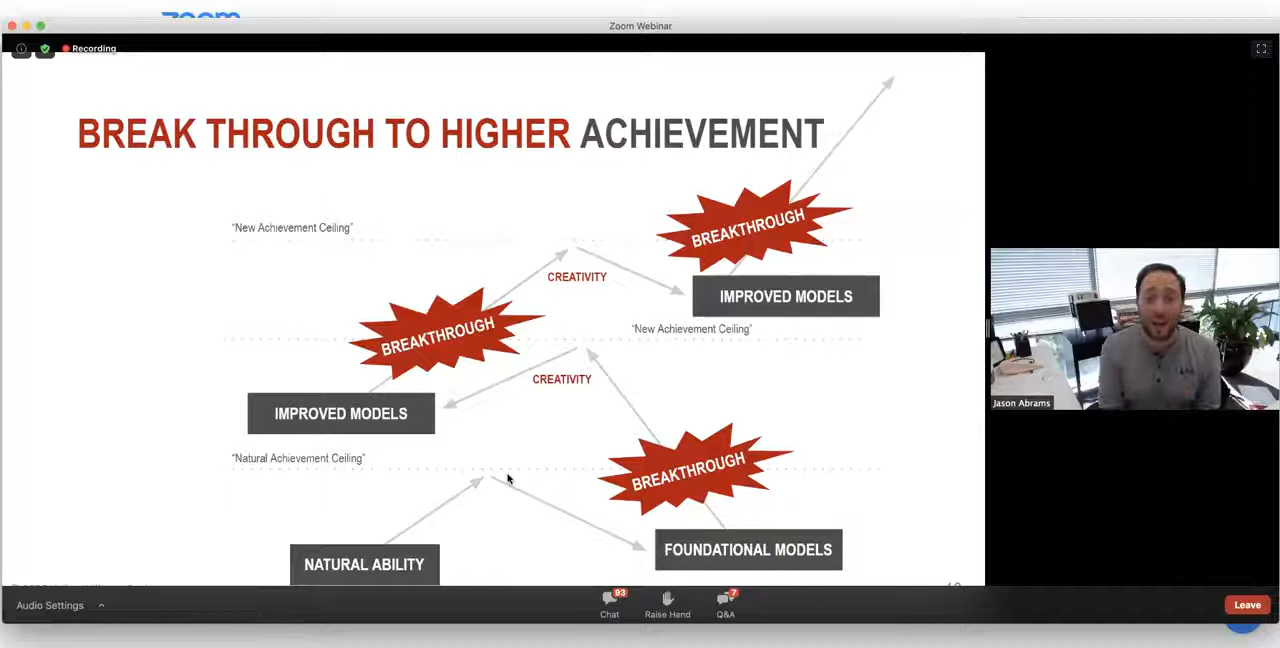 zoom
Zoom Webinar
Recording
BREAK THROUGH TO HIGHER ACHIEVEMENT
"New Achievement Ceiling"
BREAKTHROUGH
CREATIVITY
IMPROVED MODELS
BREAKTHROUGH
"New Achievement Ceiling"
CREATIVITY
IMPROVED MODELS
Jason Abrams
"Natural Achievement Ceiling"
BREAKTHROUGH
FOUNDATIONAL MODELS
NATURAL ABILITY
Audio Settings
93
Chat
Raise Hand
7
Q&A
Leave